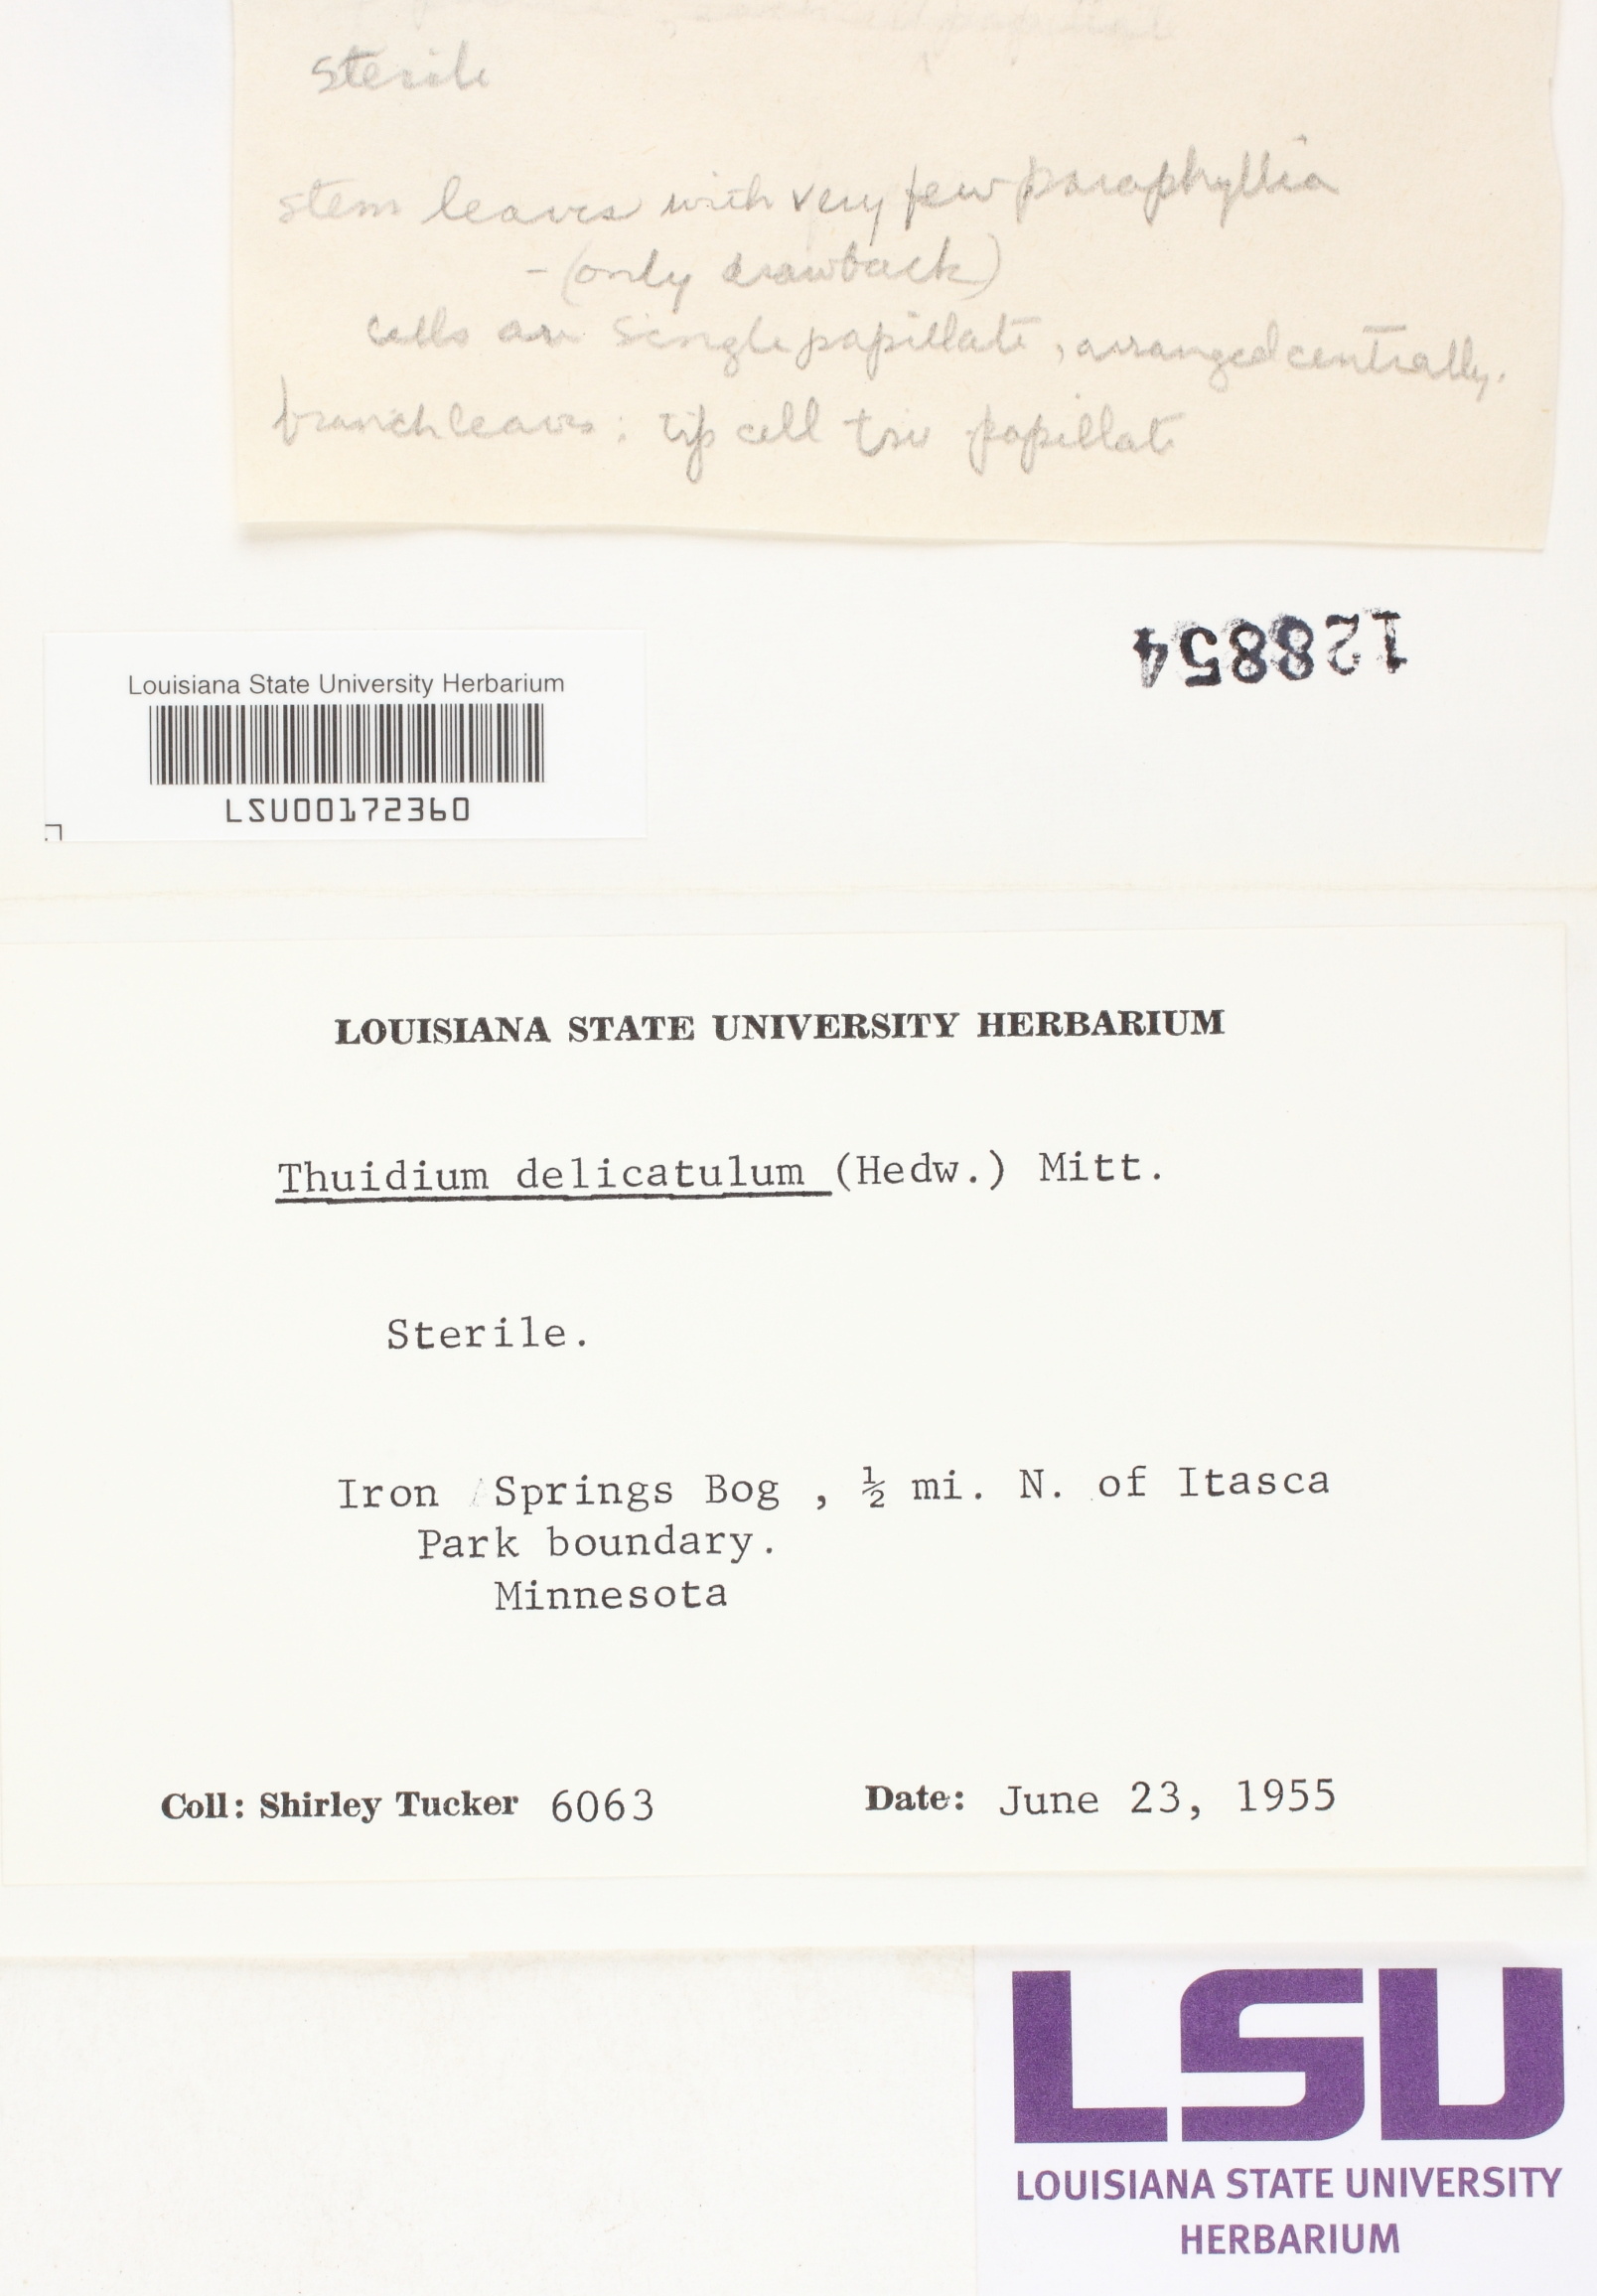 sterile
stem leaves with very few paraphyllia
- (only drawback)
cells are single papillate, arranged centrally.
branch leaves: tip cell tri papillate
128854
Louisiana State University Herbarium
LSU00172360
LOUISIANA STATE UNIVERSITY HERBARIUM
Thuidium delicatulum (Hedw.) Mitt.
Sterile.
Iron Springs Bog , ½ mi. N. of Itasca
Park boundary.
Minnesota
Coll: Shirley Tucker 6063 Date: June 23, 1955
LSU
LOUISIANA STATE UNIVERSITY
HERBARIUM